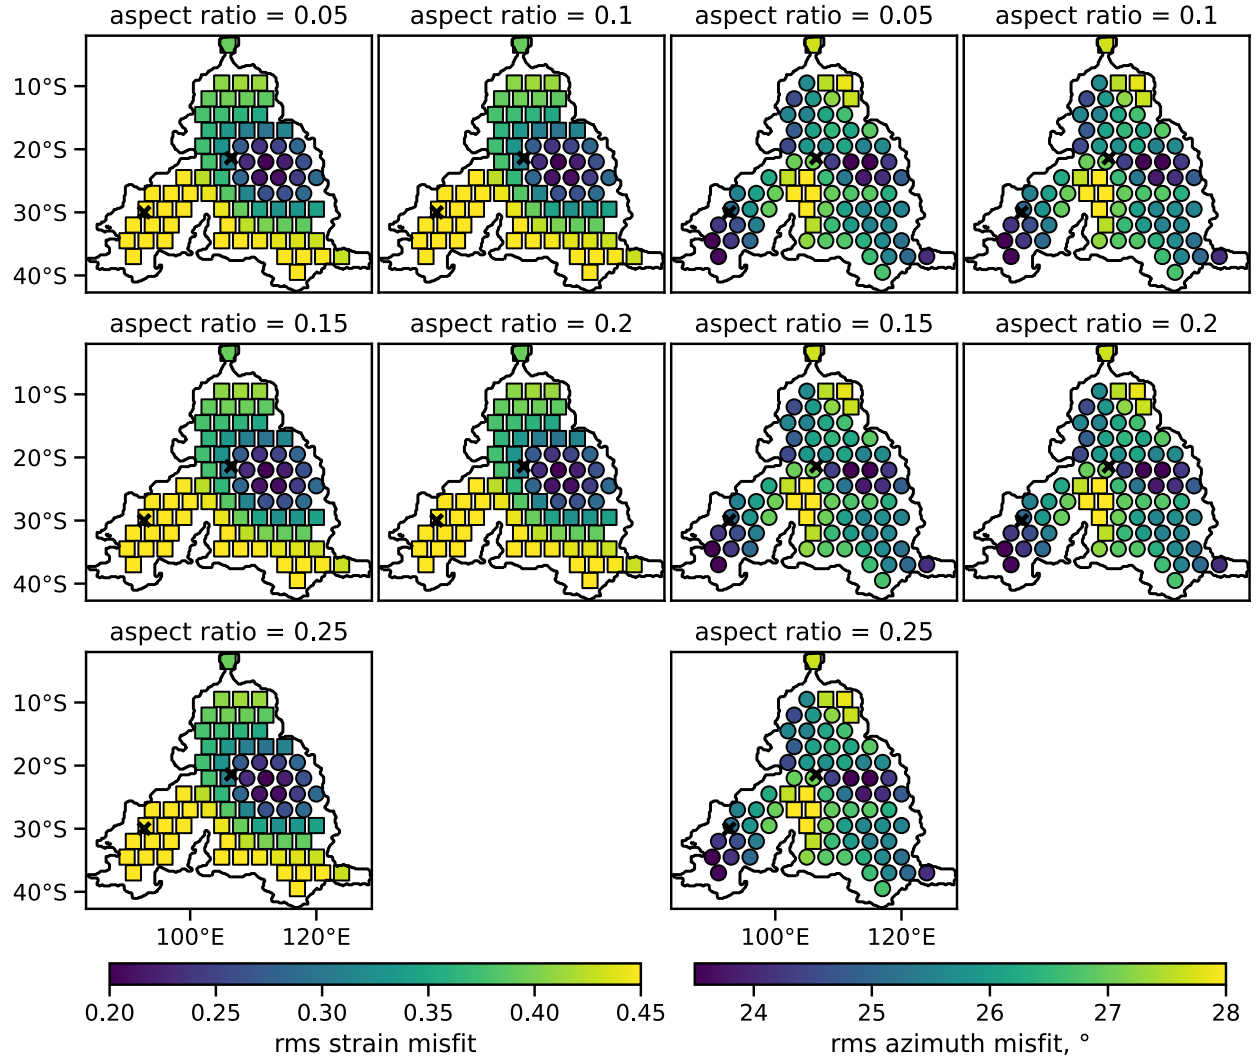 aspect ratio = 0.05 aspect ratio = 0.1 aspect ratio = 0.05 aspect ratio = 0.1
10°S
20°S
30°S
40°S
aspect ratio = 0.15 aspect ratio = 0.2 aspect ratio = 0.15 aspect ratio = 0.2
10°S
20°S
30°S
40°S
aspect ratio = 0.25 aspect ratio = 0.25
10°S
20°S
30°S
40°S
100°E 120°E 100°E 120°E
0.20 0.25 0.30 0.35 0.40 0.45 24 25 26 27 28
rms strain misfit rms azimuth misfit, °